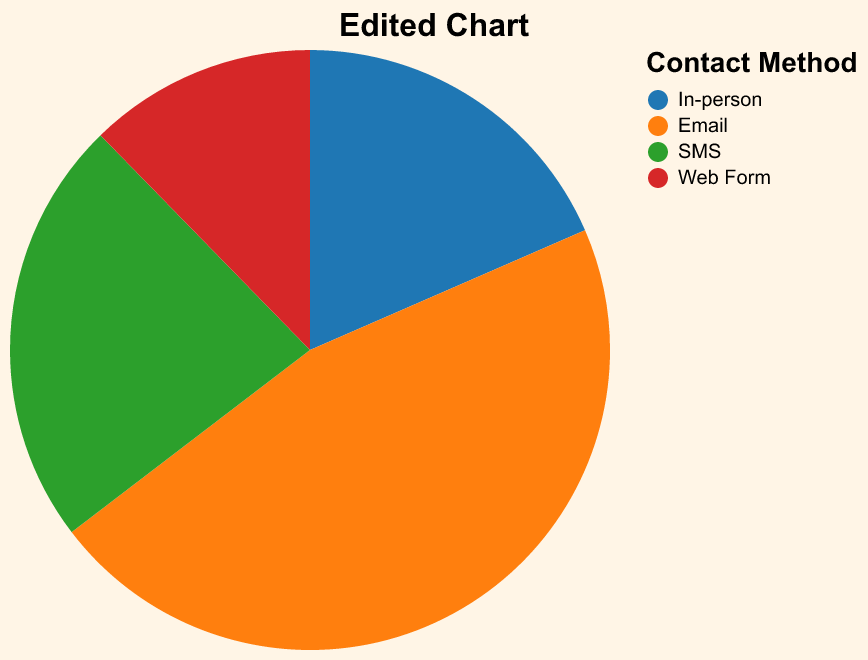 Edited Chart
Contact Method
In-person
Email
SMS
Web Form